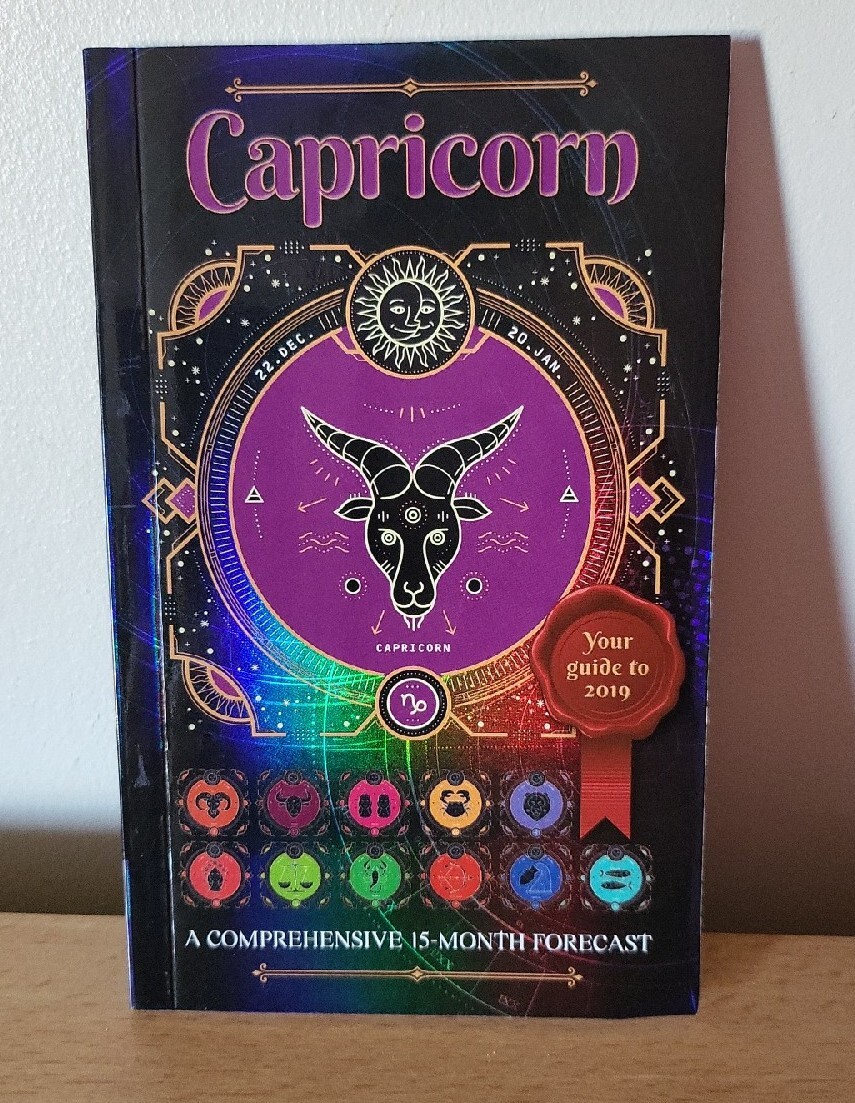 Capricorn
22.DEC.
20.JAN.
CAPRICORN
Your
guide to
2019
A COMPREHENSIVE 15-MONTH FORECAST